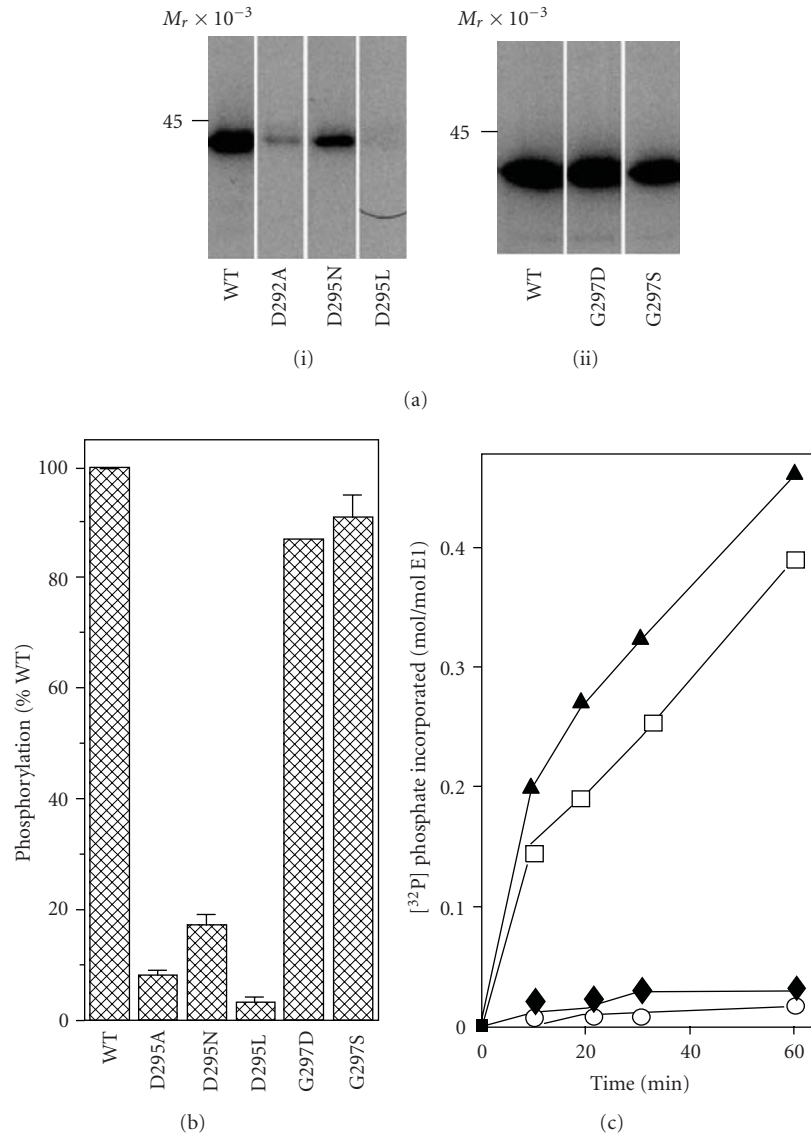 M_r × 10⁻³
45
WT
D292A
D295N
D295L
(i)
M_r × 10⁻³
45
WT
G297D
G297S
(ii)
(a)
Phosphorylation (% WT)
100
80
60
40
20
0
WT
D295A
D295N
D295L
G297D
G297S
(b)
[³²P] phosphate incorporated (mol/mol E1)
0.4
0.3
0.2
0.1
0
0
20
40
60
Time (min)
(c)